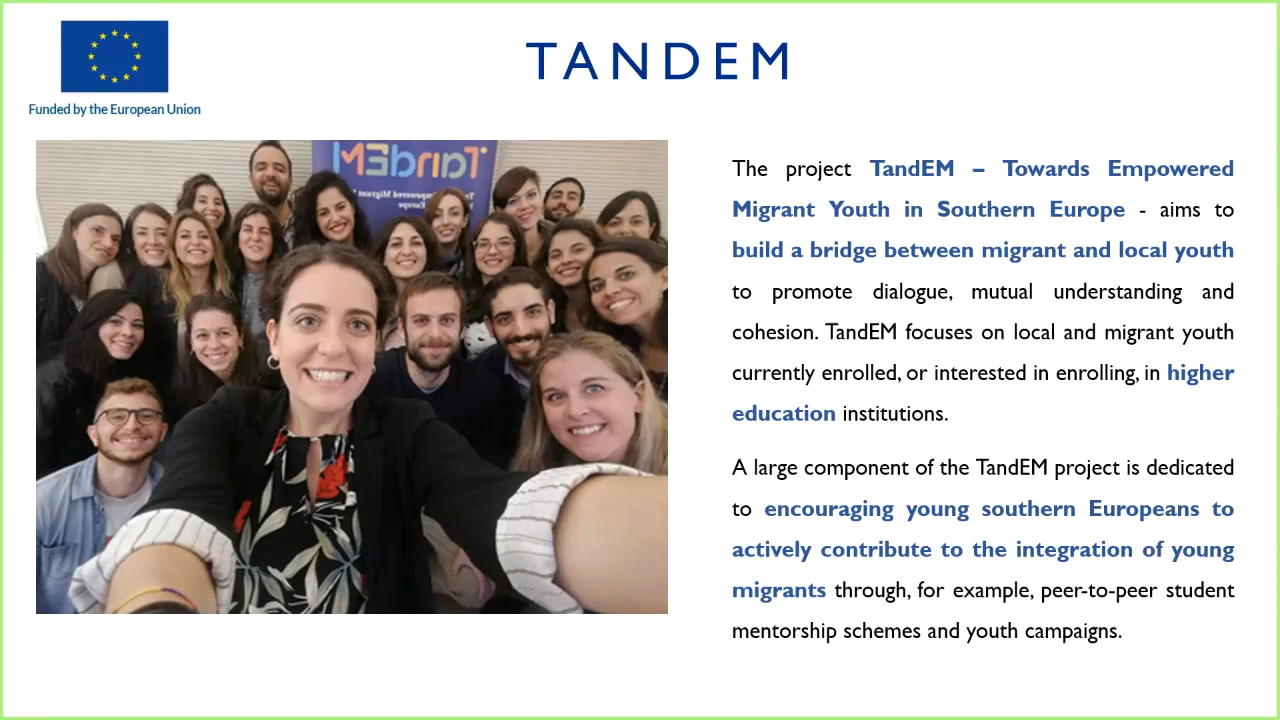 TANDEM
Funded by the European Union
TandEM
The project TandEM – Towards Empowered
Migrant Youth in Southern Europe - aims to
build a bridge between migrant and local youth
to promote dialogue, mutual understanding and
cohesion. TandEM focuses on local and migrant youth
currently enrolled, or interested in enrolling, in higher
education institutions.
A large component of the TandEM project is dedicated
to encouraging young southern Europeans to
actively contribute to the integration of young
migrants through, for example, peer-to-peer student
mentorship schemes and youth campaigns.